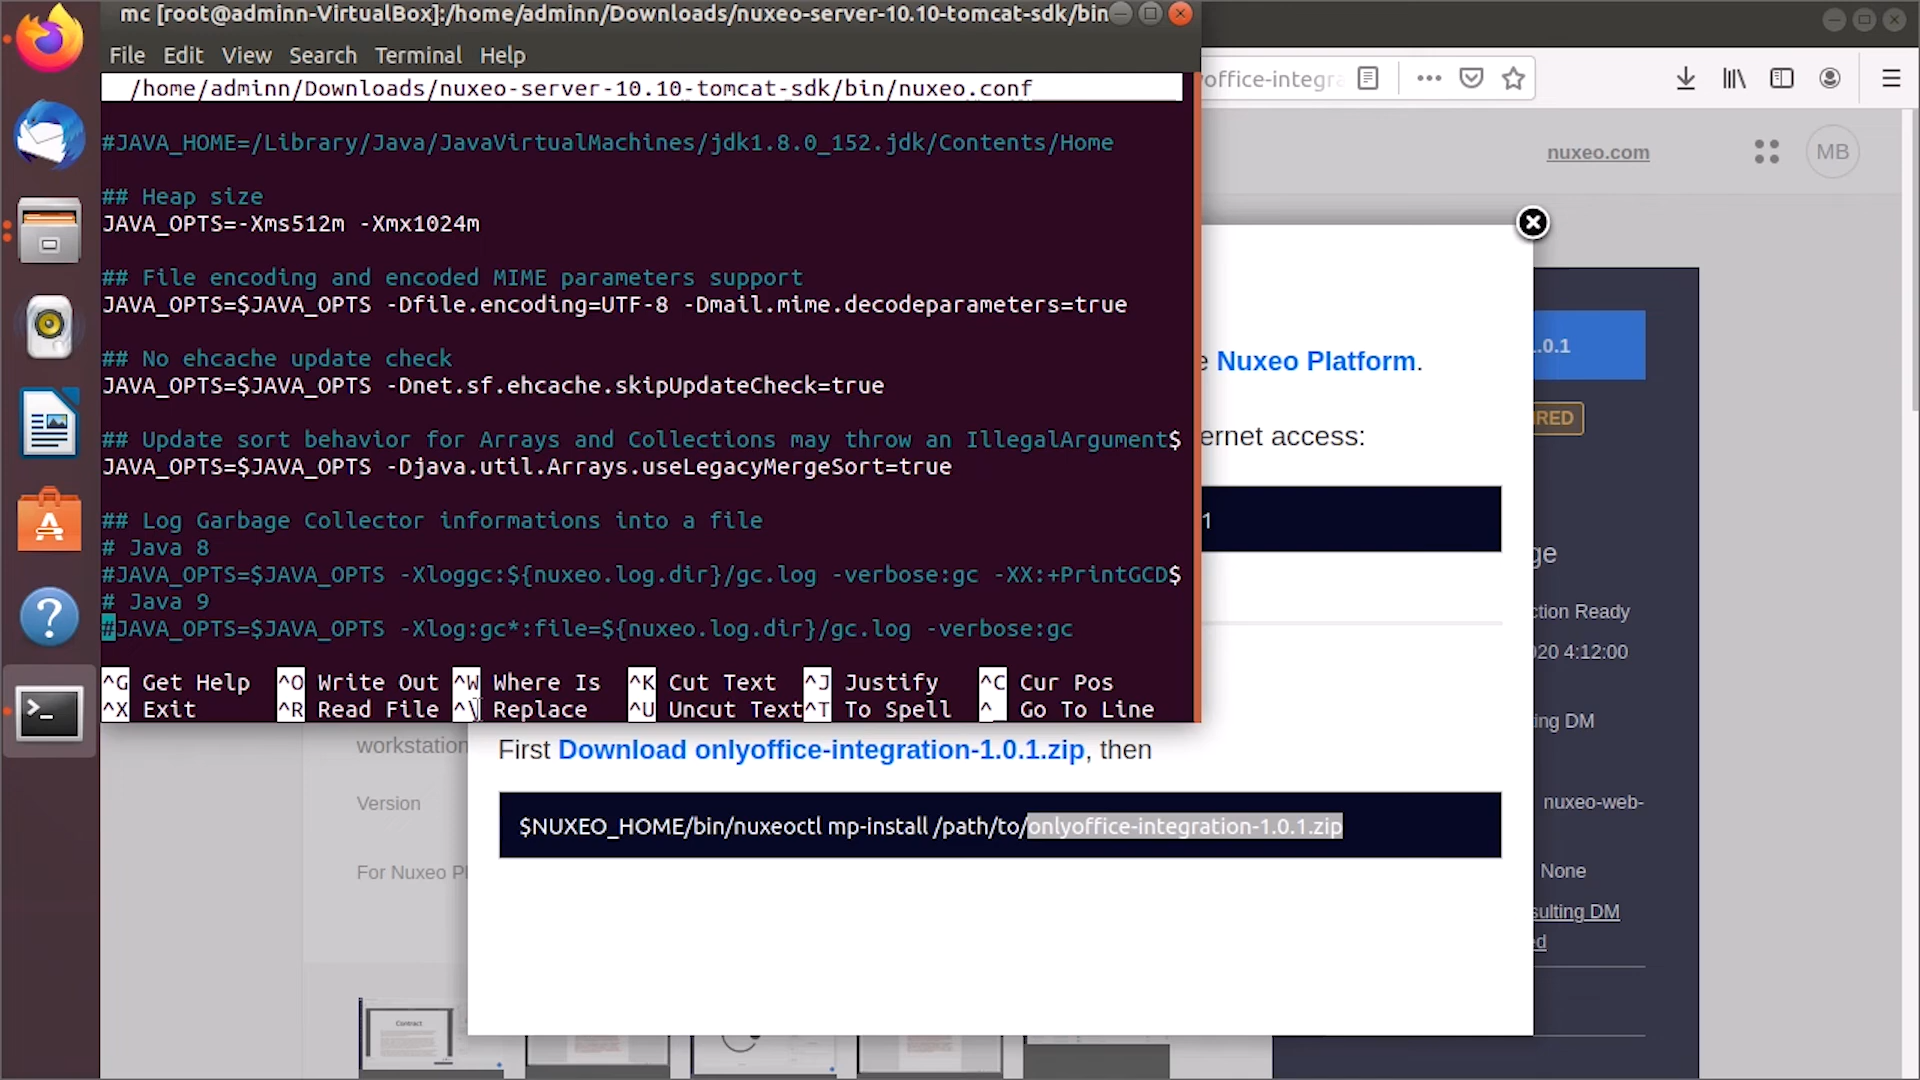 mc [root@adminn-VirtualBox]:/home/adminn/Downloads/nuxeo-server-10.10-tomcat-sdk/bin
File Edit View Search Terminal Help
/home/adminn/Downloads/nuxeo-server-10.10-tomcat-sdk/bin/nuxeo.conf
#JAVA_HOME=/Library/Java/JavaVirtualMachines/jdk1.8.0_152.jdk/Contents/Home
## Heap size
JAVA_OPTS=-Xms512m -Xmx1024m
## File encoding and encoded MIME parameters support
JAVA_OPTS=$JAVA_OPTS -Dfile.encoding=UTF-8 -Dmail.mime.decodeparameters=true
## No ehcache update check
JAVA_OPTS=$JAVA_OPTS -Dnet.sf.ehcache.skipUpdateCheck=true
## Update sort behavior for Arrays and Collections may throw an IllegalArgument$
JAVA_OPTS=$JAVA_OPTS -Djava.util.Arrays.useLegacyMergeSort=true
## Log Garbage Collector informations into a file
# Java 8
#JAVA_OPTS=$JAVA_OPTS -Xloggc:${nuxeo.log.dir}/gc.log -verbose:gc -XX:+PrintGCD$
# Java 9
#JAVA_OPTS=$JAVA_OPTS -Xlog:gc*:file=${nuxeo.log.dir}/gc.log -verbose:gc
^G Get Help ^O Write Out ^W Where Is ^K Cut Text ^J Justify ^C Cur Pos
^X Exit ^R Read File ^\ Replace ^U Uncut Text ^T To Spell ^_ Go To Line
office-integra
nuxeo.com
MB
Nuxeo Platform.
ernet access:
1
.0.1
IRED
ge
ction Ready
020 4:12:00
ing DM
nuxeo-web-
None
sulting DM
ed
workstation
Version
For Nuxeo Pl
First Download onlyoffice-integration-1.0.1.zip, then
$NUXEO_HOME/bin/nuxeoctl mp-install /path/to/onlyoffice-integration-1.0.1.zip
Contract